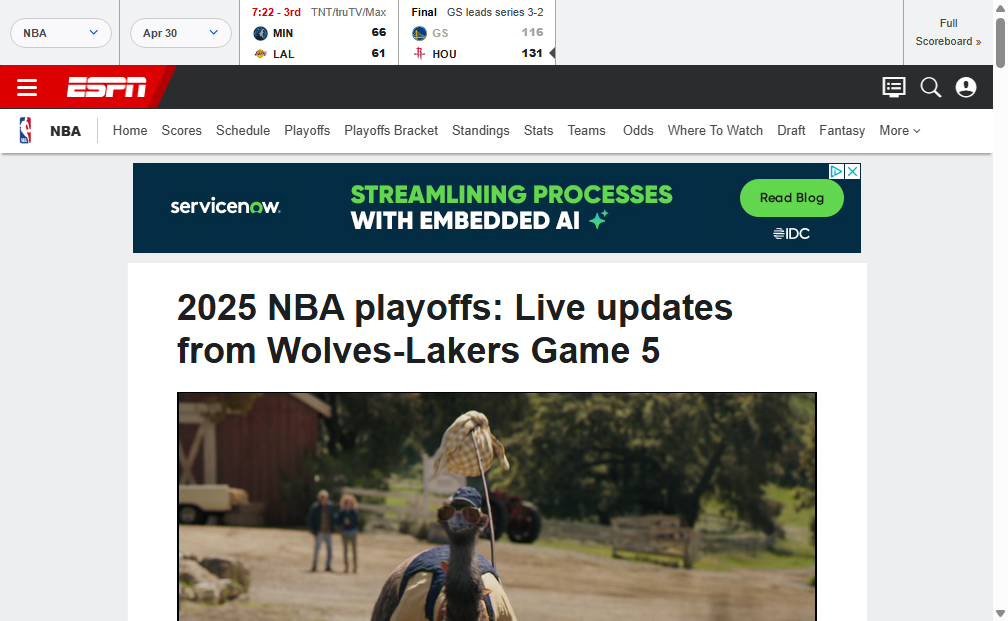 NBA
Apr 30
7:22 - 3rd TNT/truTV/Max
MIN 66
LAL 61
Final GS leads series 3-2
GS 116
HOU 131
Full
Scoreboard »
ESPN
NBA
Home Scores Schedule Playoffs Playoffs Bracket Standings Stats Teams Odds Where To Watch Draft Fantasy More
servicenow.
STREAMLINING PROCESSES
WITH EMBEDDED AI
Read Blog
IDC
2025 NBA playoffs: Live updates
from Wolves-Lakers Game 5